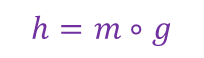 h = m ∘ g